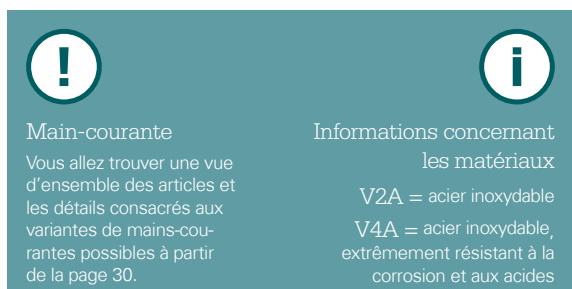 !
Main-courante
Vous allez trouver une vue
d'ensemble des articles et
les détails consacrés aux
variantes de mains-cou-
rantes possibles à partir
de la page 30.
i
Informations concernant
les matériaux
V2A = acier inoxydable
V4A = acier inoxydable,
extrêmement résistant à la
corrosion et aux acides